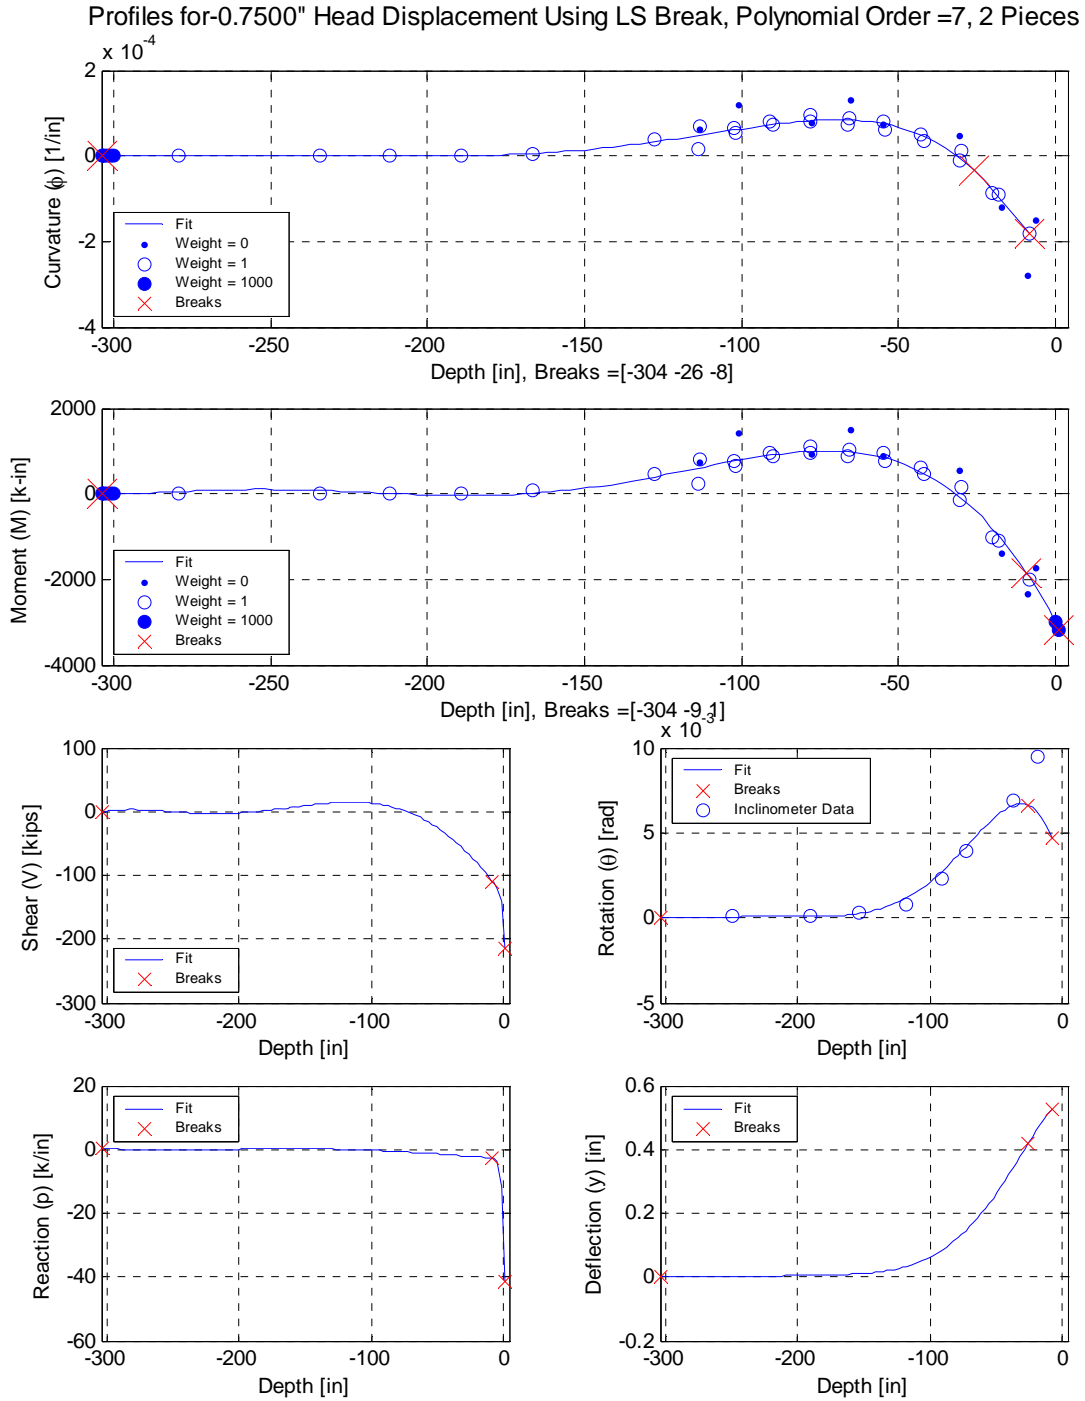 Profiles for-0.7500" Head Displacement Using LS Break, Polynomial Order =7, 2 Pieces
x 10-4
2
0
-2
-4
Curvature (ϕ) [1/in]
Fit
Weight = 0
Weight = 1
Weight = 1000
Breaks
-300 -250 -200 -150 -100 -50 0
Depth [in], Breaks =[-304 -26 -8]
2000
0
-2000
-4000
Moment (M) [k-in]
Fit
Weight = 0
Weight = 1
Weight = 1000
Breaks
-300 -250 -200 -150 -100 -50 0
Depth [in], Breaks =[-304 -9 1]
100
0
-100
-200
-300
Shear (V) [kips]
Fit
Breaks
-300 -200 -100 0
Depth [in]
x 10-3
10
5
0
-5
Rotation (θ) [rad]
Fit
Breaks
Inclinometer Data
-300 -200 -100 0
Depth [in]
20
0
-20
-40
-60
Reaction (p) [k/in]
Fit
Breaks
-300 -200 -100 0
Depth [in]
0.6
0.4
0.2
0
-0.2
Deflection (y) [in]
Fit
Breaks
-300 -200 -100 0
Depth [in]